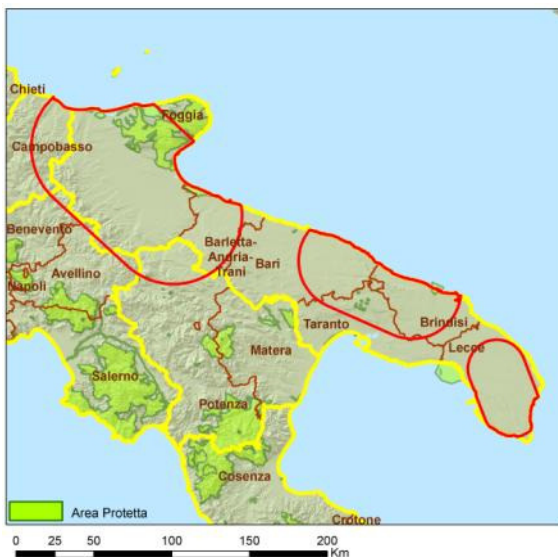 Chieti
Foggia
Campobasso
Benevento
Barletta-
Andria-
Trani
Bari
Napoli
Avellino
Taranto
Brindisi
Lecce
Matera
Salerno
Potenza
Cosenza
Area Protetta
Crotone
0 25 50 100 150 200
Km